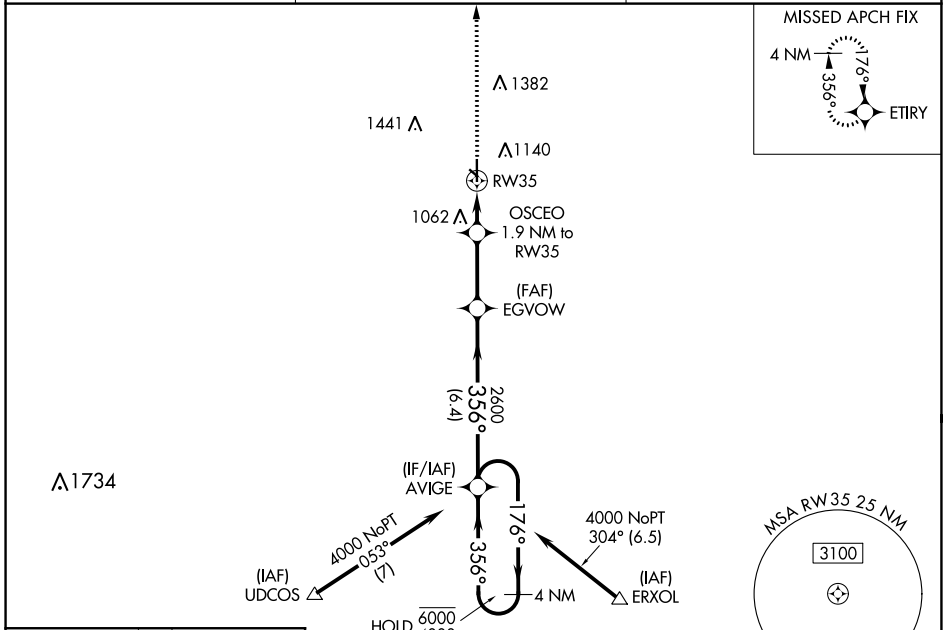 MISSED APCH FIX
4 NM
176°
356°
ETIRY
1382
1441
1140
RW35
1062
OSCEO
1.9 NM to
RW35
(FAF)
EGVOW
2600
356°
(6.4)
1734
(IF/IAF)
AVIGE
176°
356°
4000 NoPT
053°
(7)
4000 NoPT
304° (6.5)
(IAF)
UDCOS
(IAF)
ERXOL
4 NM
HOLD 6000
MSA RW35 25 NM
3100